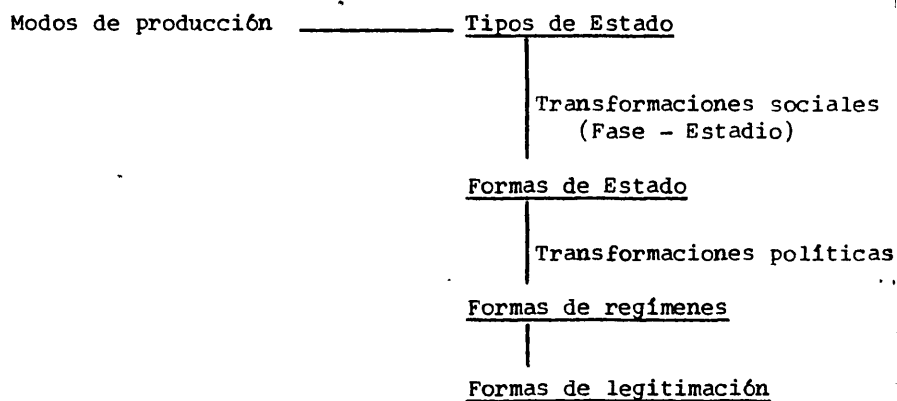 Modos de producción Tipos de Estado
Transformaciones sociales
(Fase - Estadio)
Formas de Estado
Transformaciones políticas
Formas de regímenes
Formas de legitimación